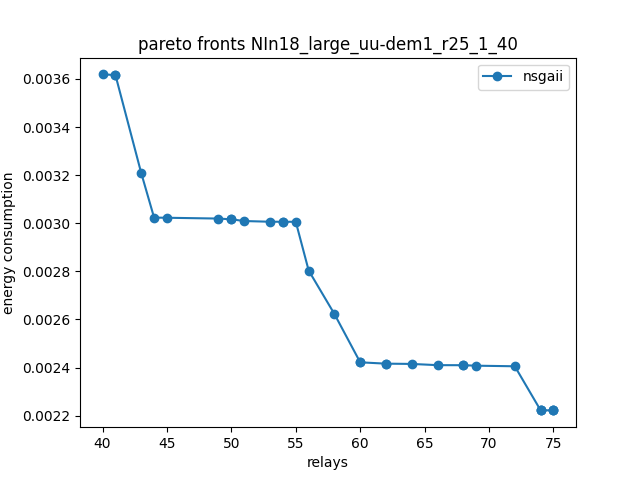 pareto fronts NIn18_large_uu-dem1_r25_1_40
nsgaii
0.0036
0.0034
0.0032
0.0030
0.0028
0.0026
0.0024
0.0022
energy consumption
40 45 50 55 60 65 70 75
relays